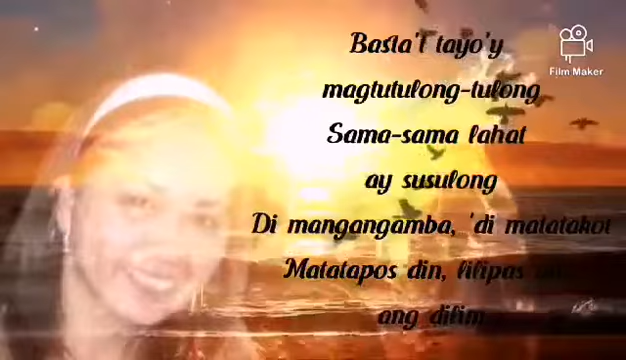 Film Maker
Basta't tayo'y
magtutulong-tulong
Sama-sama lahat
ay susulong
Di mangangamba, 'di matatakot
Matatapos din, lilipas
ang dilim